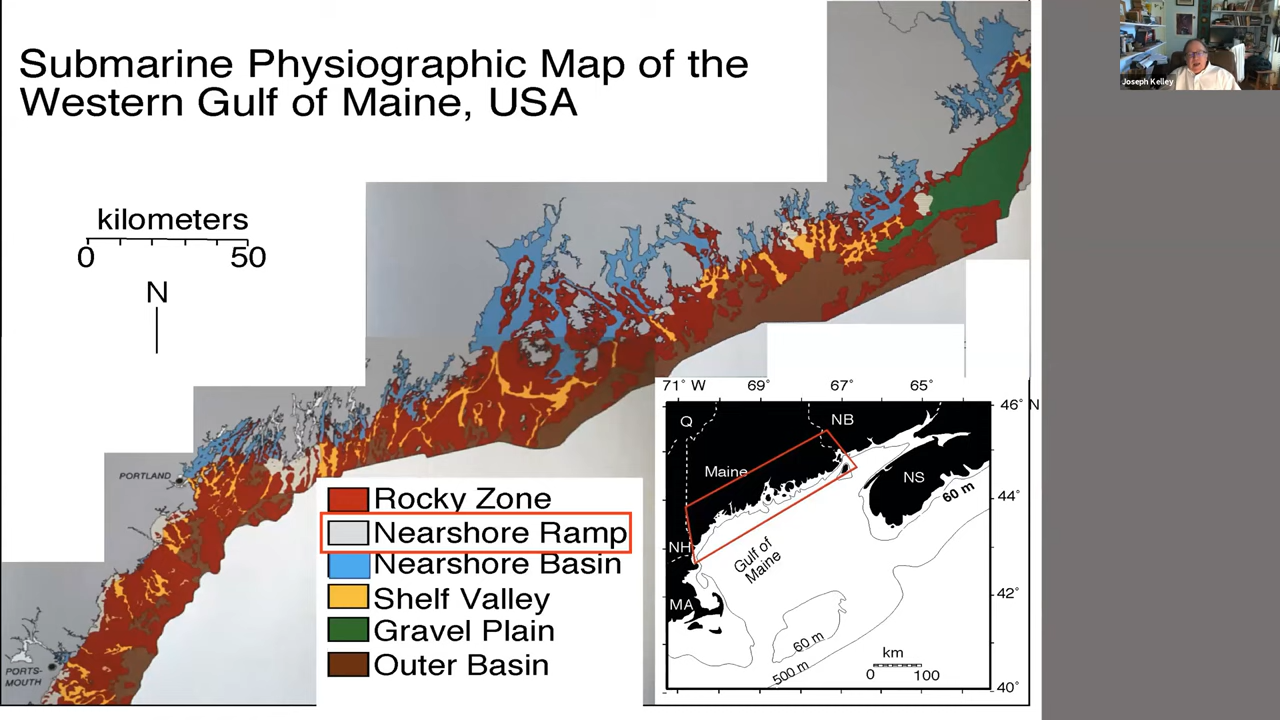 Submarine Physiographic Map of the
Western Gulf of Maine, USA
Joseph Kelley
kilometers
0 50
N
PORTLAND
PORTS-
MOUTH
Rocky Zone
Nearshore Ramp
Nearshore Basin
Shelf Valley
Gravel Plain
Outer Basin
71° W 69° 67° 65°
46° N
44°
42°
40°
Q
NB
Maine
NS
60 m
NH
Gulf of
Maine
MA
60 m
500 m
km
0 100